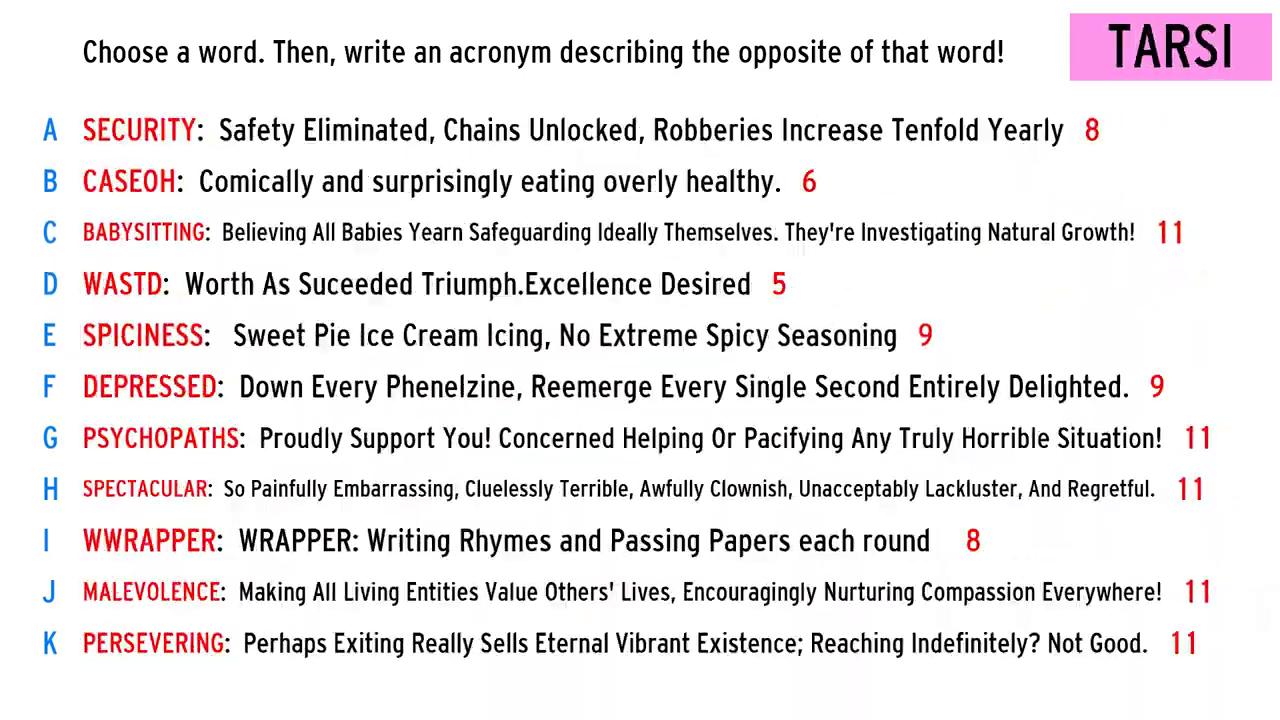 Choose a word. Then, write an acronym describing the opposite of that word!
TARSI
A SECURITY: Safety Eliminated, Chains Unlocked, Robberies Increase Tenfold Yearly 8
B CASEOH: Comically and surprisingly eating overly healthy. 6
C BABYSITTING: Believing All Babies Yearn Safeguarding Ideally Themselves. They're Investigating Natural Growth! 11
D WASTD: Worth As Suceeded Triumph.Excellence Desired 5
E SPICINESS: Sweet Pie Ice Cream Icing, No Extreme Spicy Seasoning 9
F DEPRESSED: Down Every Phenelzine, Reemerge Every Single Second Entirely Delighted. 9
G PSYCHOPATHS: Proudly Support You! Concerned Helping Or Pacifying Any Truly Horrible Situation! 11
H SPECTACULAR: So Painfully Embarrassing, Cluelessly Terrible, Awfully Clownish, Unacceptably Lackluster, And Regretful. 11
I WWRAPPER: WRAPPER: Writing Rhymes and Passing Papers each round 8
J MALEVOLENCE: Making All Living Entities Value Others' Lives, Encouragingly Nurturing Compassion Everywhere! 11
K PERSEVERING: Perhaps Exiting Really Sells Eternal Vibrant Existence; Reaching Indefinitely? Not Good. 11